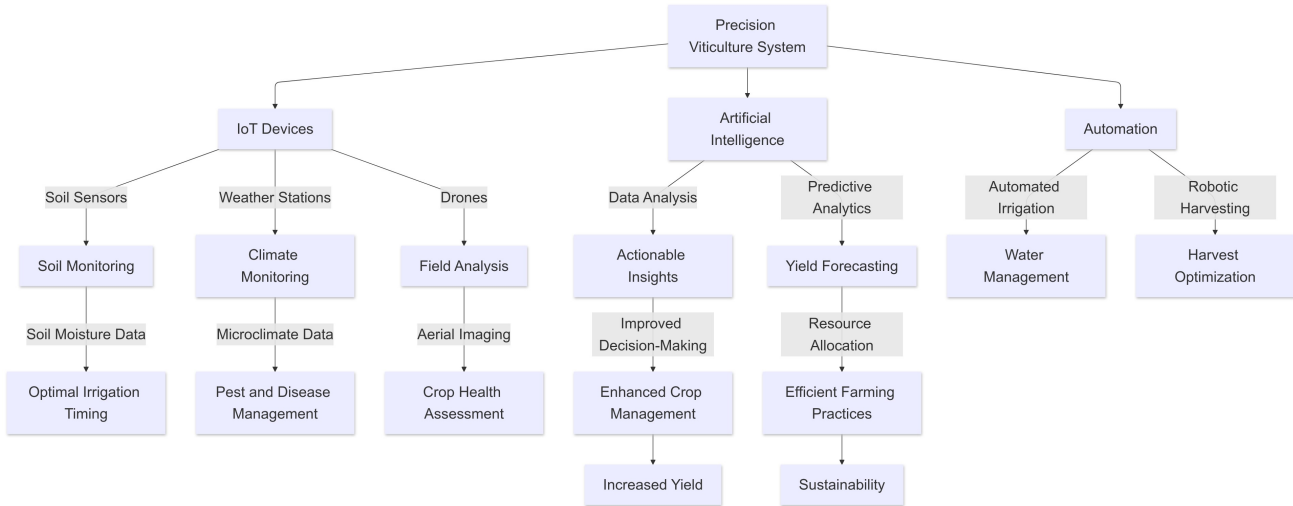 Precision
Viticulture System
IoT Devices
Artificial
Intelligence
Automation
Soil Sensors
Weather Stations
Drones
Data Analysis
Predictive
Analytics
Automated
Irrigation
Robotic
Harvesting
Soil Monitoring
Climate
Monitoring
Field Analysis
Actionable
Insights
Yield Forecasting
Water
Management
Harvest
Optimization
Soil Moisture Data
Microclimate Data
Aerial Imaging
Improved
Decision-Making
Resource
Allocation
Optimal Irrigation
Timing
Pest and Disease
Management
Crop Health
Assessment
Enhanced Crop
Management
Efficient Farming
Practices
Increased Yield
Sustainability